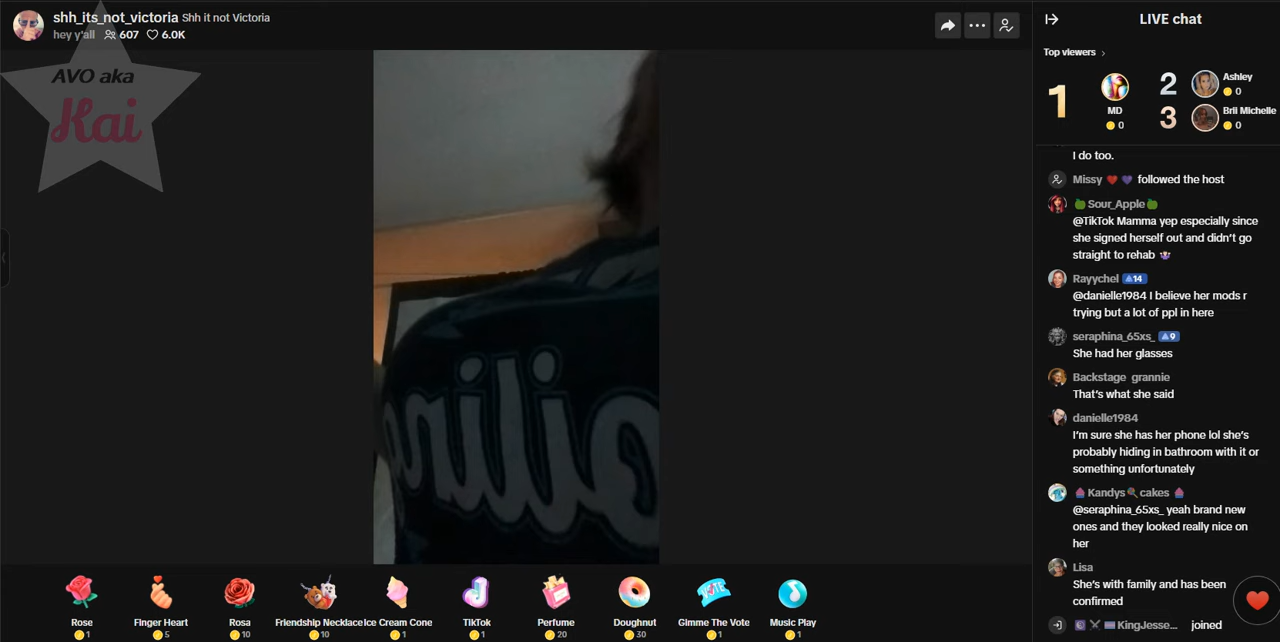 shh_its_not_victoria Shh it not Victoria
hey y'all 607 6.0K
AVO aka
Kai
LIVE chat
Top viewers
1
MD
0
2
Ashley
0
3
Brii Michelle
0
I do too.
Missy followed the host
Sour_Apple
@TikTok Mamma yep especially since
she signed herself out and didn't go
straight to rehab
Rayychel 14
@danielle1984 I believe her mods r
trying but a lot of ppl in here
seraphina_65xs_ 9
She had her glasses
Backstage grannie
That's what she said
danielle1984
I'm sure she has her phone lol she's
probably hiding in bathroom with it or
something unfortunately
Kandys cakes
@seraphina_65xs_ yeah brand new
ones and they looked really nice on
her
Lisa
She's with family and has been
confirmed
KingJesse... joined
Rose
1
Finger Heart
5
Rosa
10
Friendship Necklace
10
Ice Cream Cone
1
TikTok
1
Perfume
20
Doughnut
30
VOTE
Gimme The Vote
1
Music Play
1